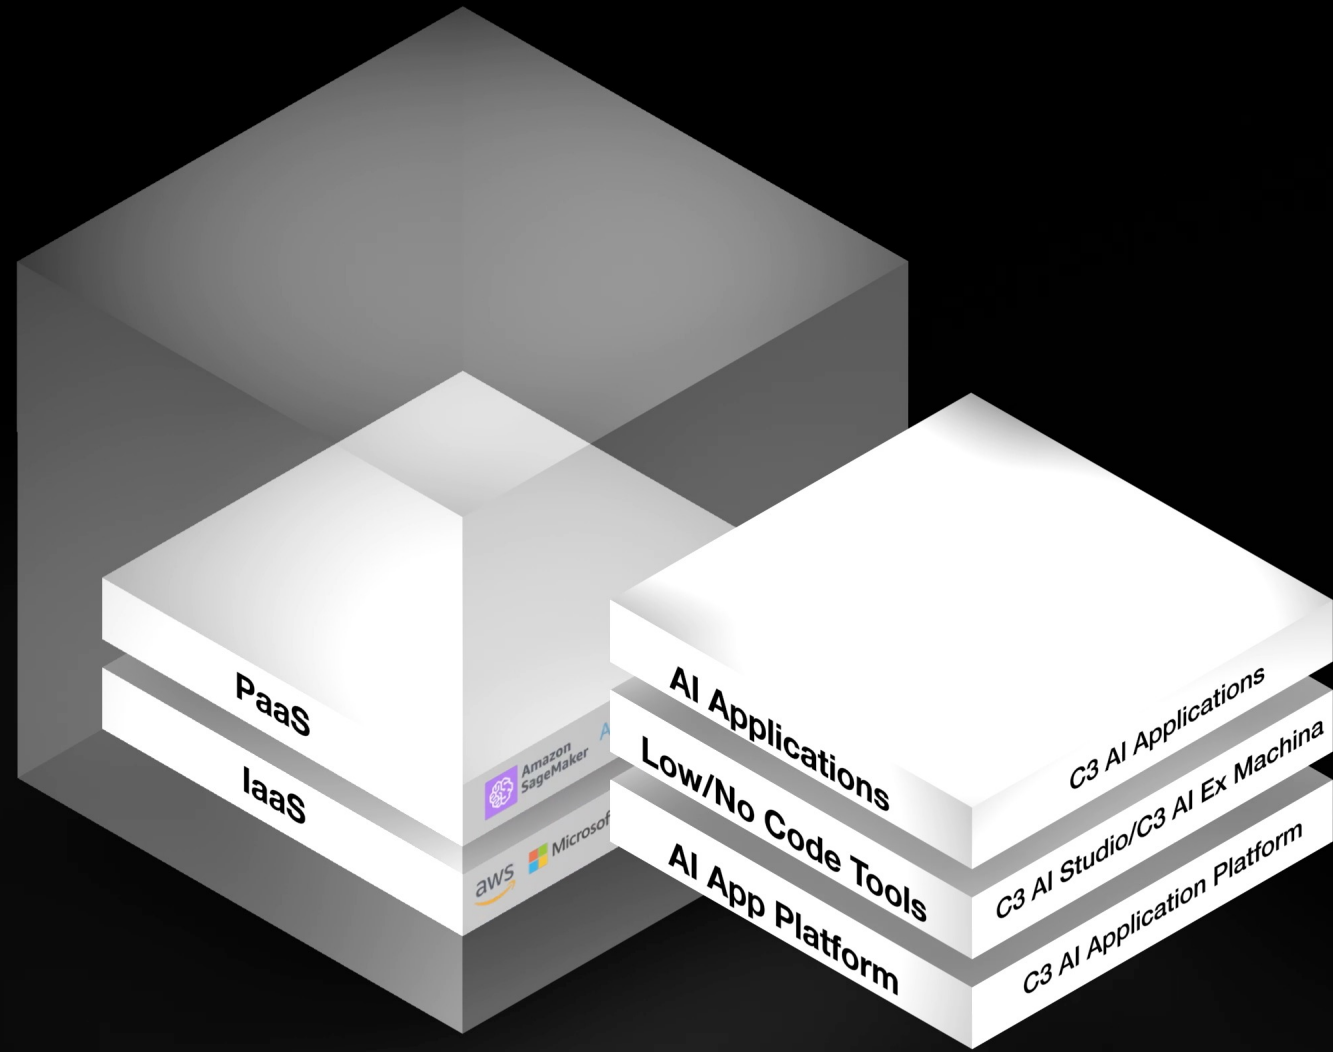 PaaS
IaaS
Amazon
SageMaker
A
aws
Microsof
AI Applications
Low/No Code Tools
AI App Platform
C3 AI Applications
C3 AI Studio/C3 AI Ex Machina
C3 AI Application Platform